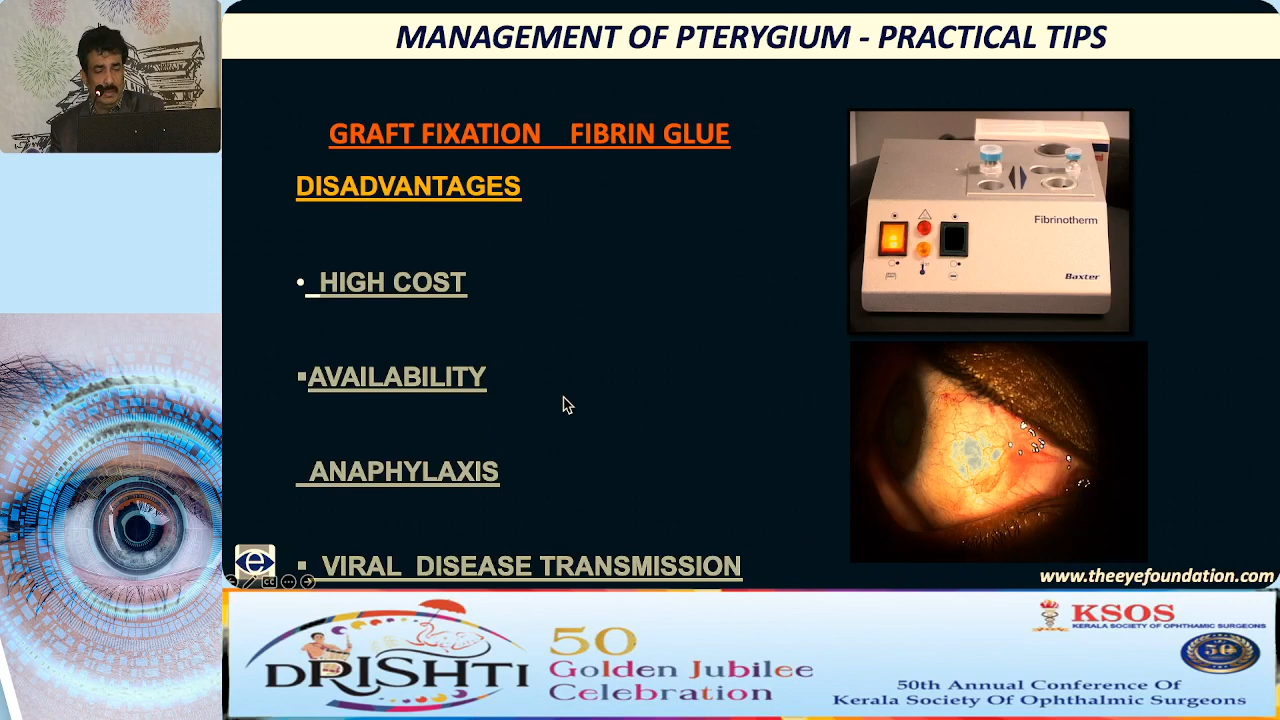 MANAGEMENT OF PTERYGIUM - PRACTICAL TIPS
GRAFT FIXATION FIBRIN GLUE
DISADVANTAGES
• HIGH COST
▪AVAILABILITY
ANAPHYLAXIS
▪ VIRAL DISEASE TRANSMISSION
Fibrinotherm
Baxter
e
www.theeyefoundation.com
DRISHTI
50
Golden Jubilee
Celebration
KSOS
KERALA SOCIETY OF OPHTHAMIC SURGEONS
50
50th Annual Conference Of
Kerala Society Of Ophthalmic Surgeons